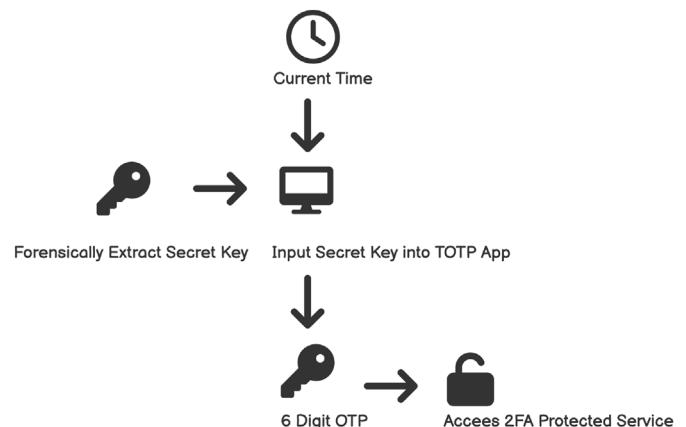 Current Time
Forensically Extract Secret Key
Input Secret Key into TOTP App
6 Digit OTP
Accees 2FA Protected Service